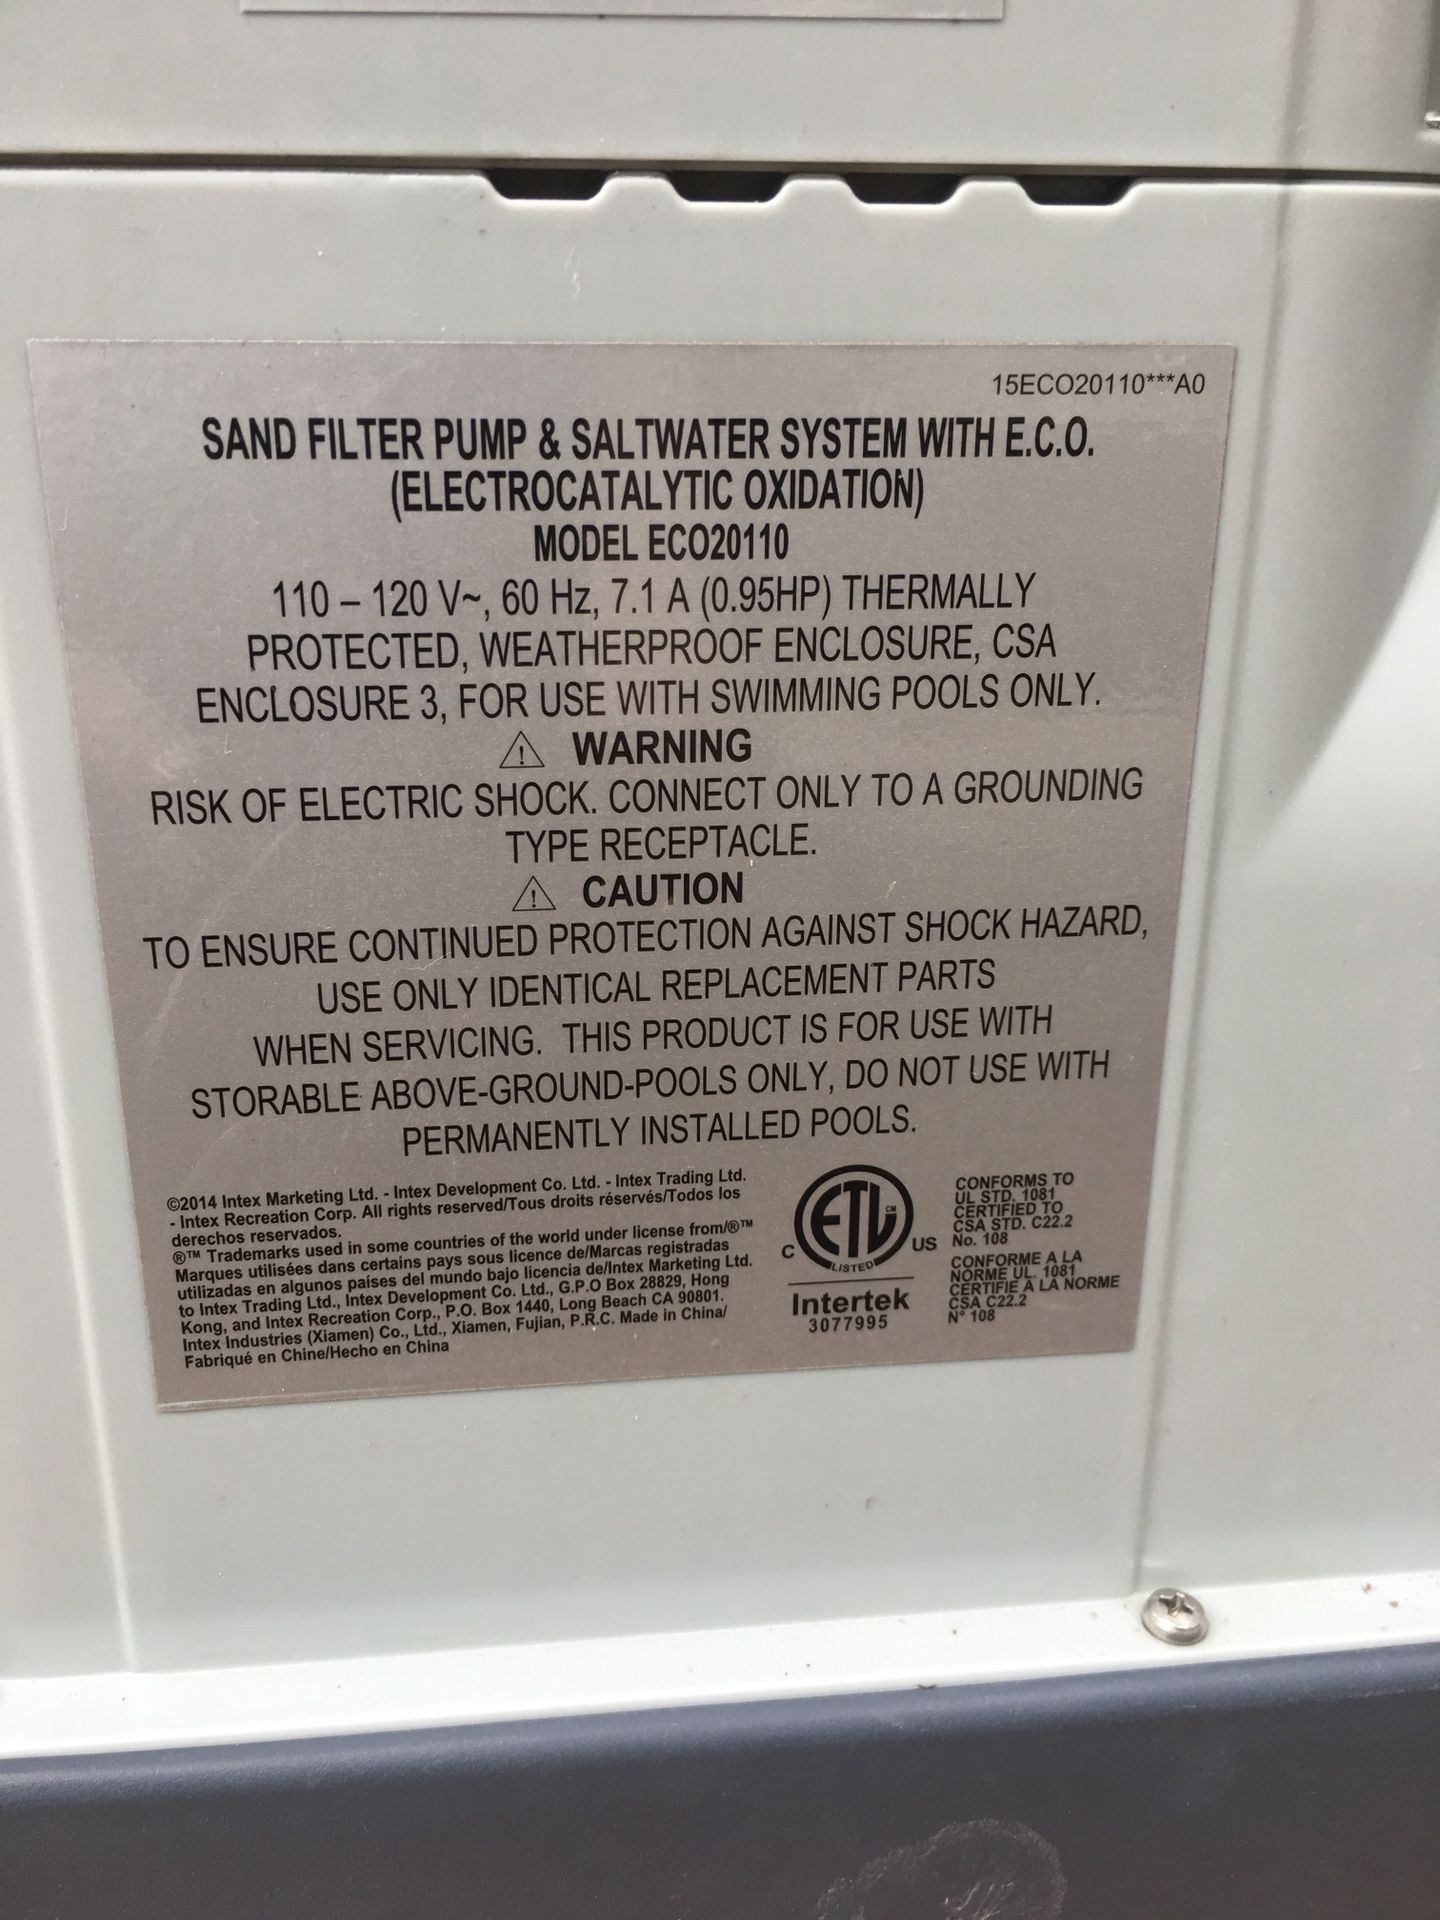 15ECO20110***A0
SAND FILTER PUMP & SALTWATER SYSTEM WITH E.C.O.
(ELECTROCATALYTIC OXIDATION)
MODEL ECO20110
110 – 120 V~, 60 Hz, 7.1 A (0.95HP) THERMALLY
PROTECTED, WEATHERPROOF ENCLOSURE, CSA
ENCLOSURE 3, FOR USE WITH SWIMMING POOLS ONLY.
⚠ WARNING
RISK OF ELECTRIC SHOCK. CONNECT ONLY TO A GROUNDING
TYPE RECEPTACLE.
⚠ CAUTION
TO ENSURE CONTINUED PROTECTION AGAINST SHOCK HAZARD,
USE ONLY IDENTICAL REPLACEMENT PARTS
WHEN SERVICING. THIS PRODUCT IS FOR USE WITH
STORABLE ABOVE-GROUND-POOLS ONLY, DO NOT USE WITH
PERMANENTLY INSTALLED POOLS.
©2014 Intex Marketing Ltd. - Intex Development Co. Ltd. - Intex Trading Ltd.
- Intex Recreation Corp. All rights reserved/Tous droits réservés/Todos los
derechos reservados.
®™ Trademarks used in some countries of the world under license from/®™
Marques utilisées dans certains pays sous licence de/Marcas registradas
utilizadas en algunos países del mundo bajo licencia de/Intex Marketing Ltd.
to Intex Trading Ltd., Intex Development Co. Ltd., G.P.O Box 28829, Hong
Kong, and Intex Recreation Corp., P.O. Box 1440, Long Beach CA 90801.
Intex Industries (Xiamen) Co., Ltd., Xiamen, Fujian, P.R.C. Made in China/
Fabriqué en Chine/Hecho en China
ETL CM
LISTED
C US
Intertek
3077995
CONFORMS TO
UL STD. 1081
CERTIFIED TO
CSA STD. C22.2
No. 108
CONFORME A LA
NORME UL. 1081
CERTIFIE A LA NORME
CSA C22.2
N° 108